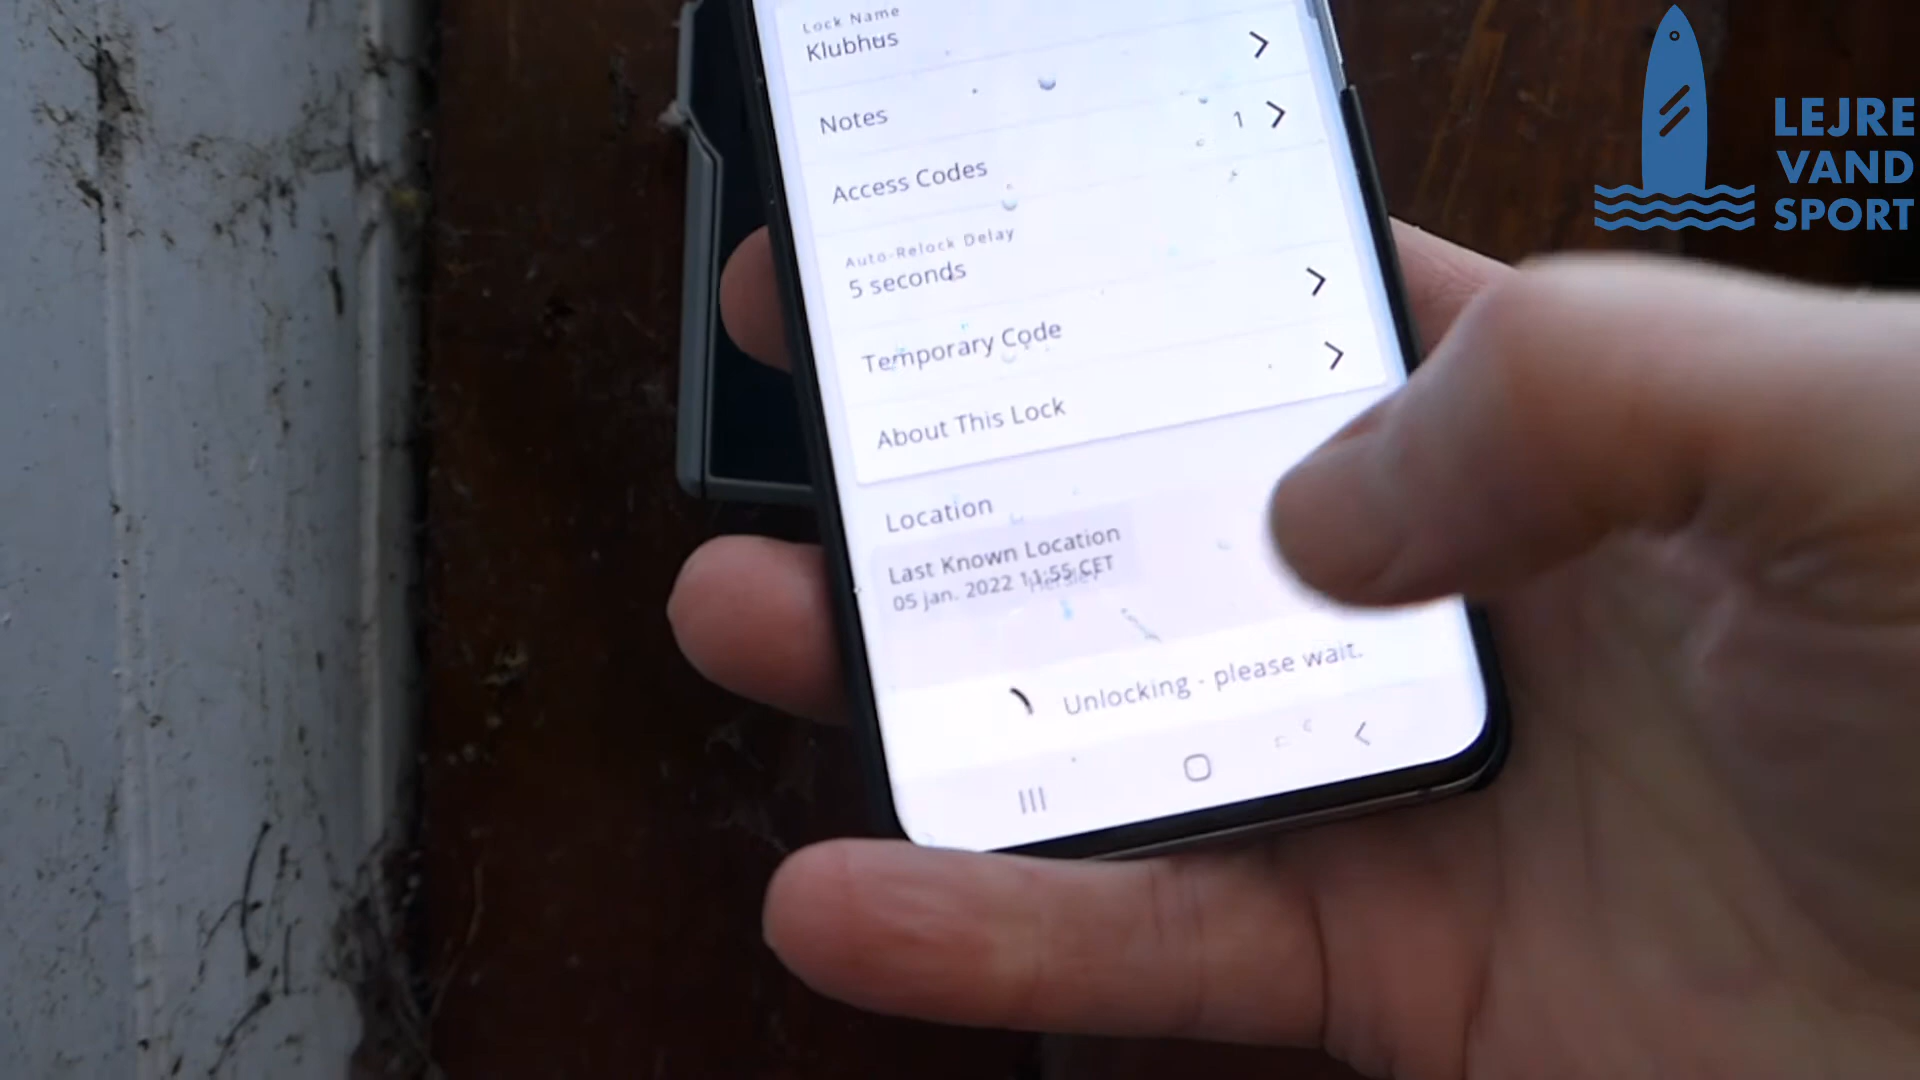 Lock Name
Klubhus
Notes
Access Codes 1
Auto-Relock Delay
5 seconds
Temporary Code
About This Lock
Location
Last Known Location
05 jan. 2022 11:55 CET
Unlocking - please wait.
LEJRE
VAND
SPORT